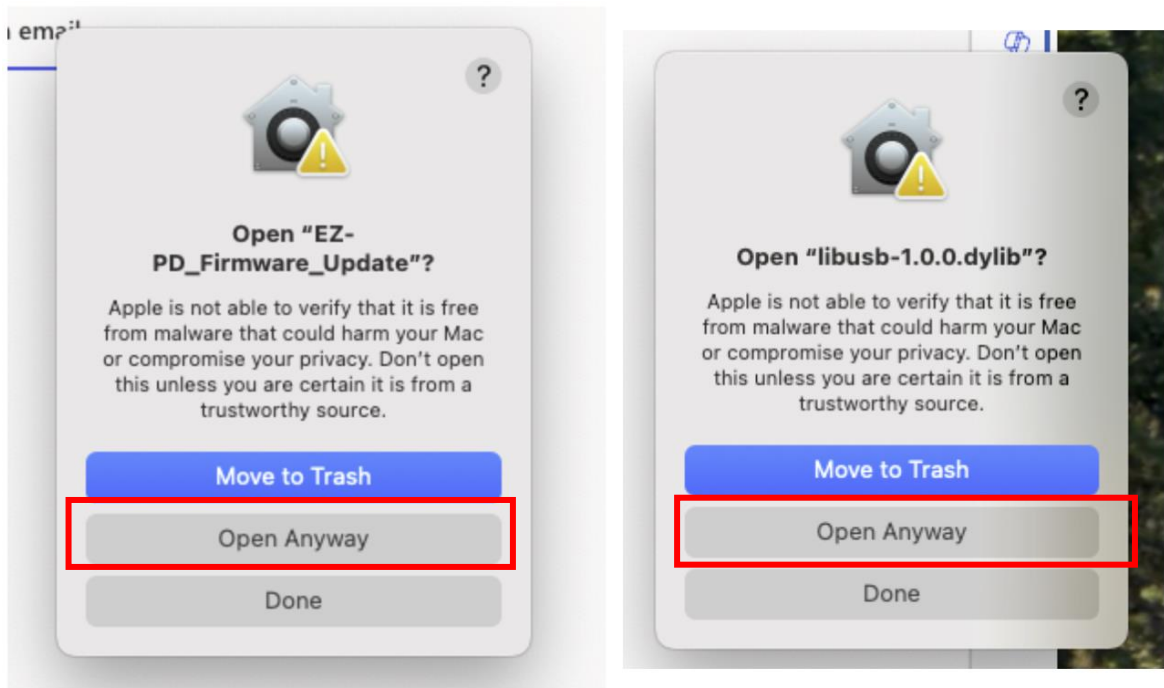 email
?
Open “EZ-
PD_Firmware_Update”?
Apple is not able to verify that it is free
from malware that could harm your Mac
or compromise your privacy. Don’t open
this unless you are certain it is from a
trustworthy source.
Move to Trash
Open Anyway
Done
?
Open “libusb-1.0.0.dylib”?
Apple is not able to verify that it is free
from malware that could harm your Mac
or compromise your privacy. Don’t open
this unless you are certain it is from a
trustworthy source.
Move to Trash
Open Anyway
Done